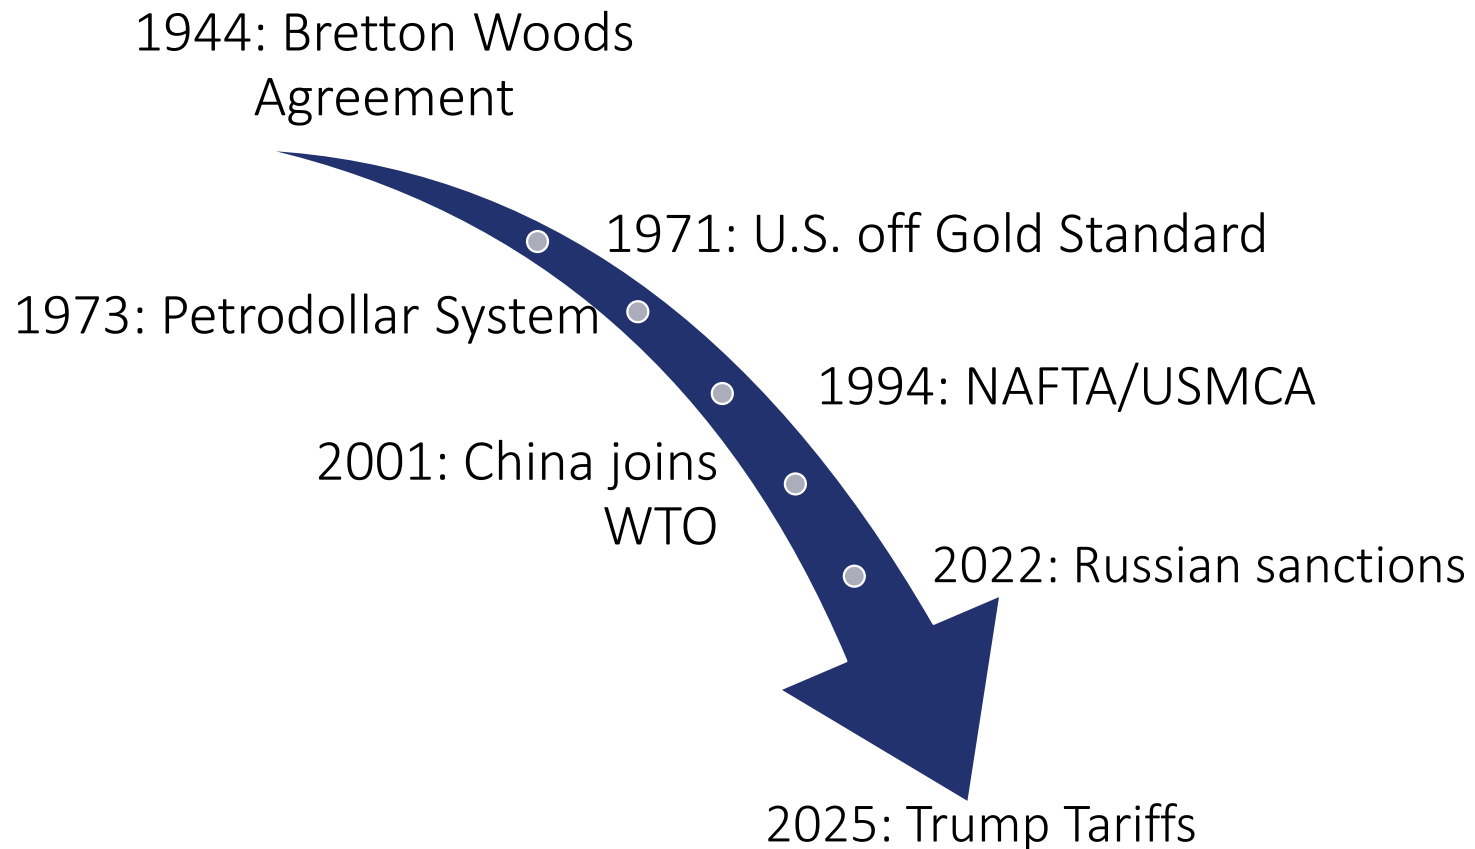 1944: Bretton Woods
Agreement
1971: U.S. off Gold Standard
1973: Petrodollar System
1994: NAFTA/USMCA
2001: China joins
WTO
2022: Russian sanctions
2025: Trump Tariffs